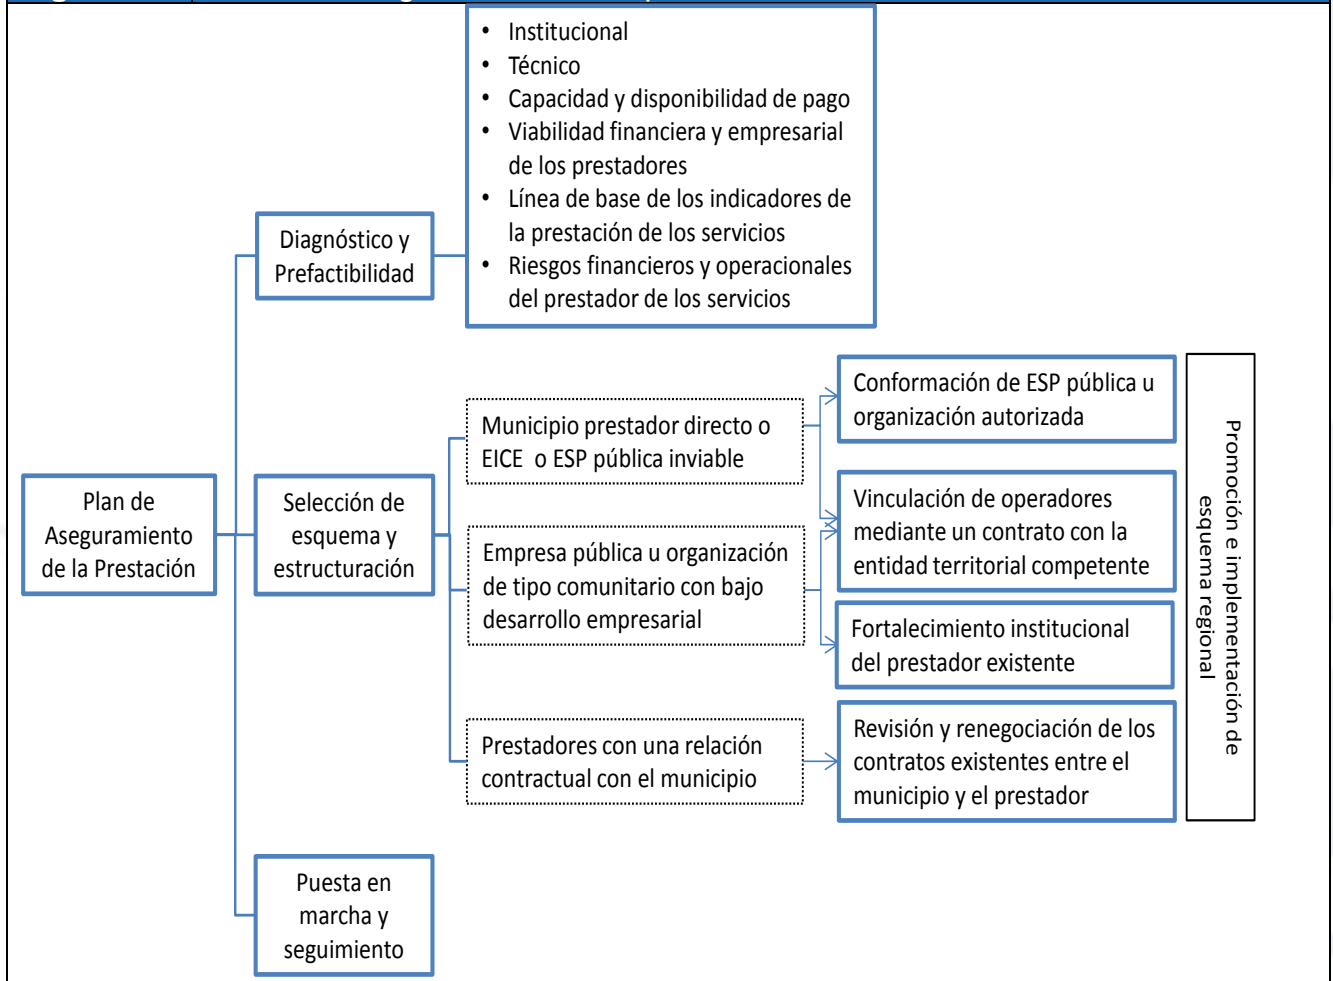 • Institucional
• Técnico
• Capacidad y disponibilidad de pago
• Viabilidad financiera y empresarial
de los prestadores
• Línea de base de los indicadores de
la prestación de los servicios
• Riesgos financieros y operacionales
del prestador de los servicios
Diagnóstico y
Prefactibilidad
Plan de
Aseguramiento
de la Prestación
Selección de
esquema y
estructuración
Municipio prestador directo o
EICE o ESP pública inviable
Empresa pública u organización
de tipo comunitario con bajo
desarrollo empresarial
Prestadores con una relación
contractual con el municipio
Conformación de ESP pública u
organización autorizada
Vinculación de operadores
mediante un contrato con la
entidad territorial competente
Fortalecimiento institucional
del prestador existente
Revisión y renegociación de los
contratos existentes entre el
municipio y el prestador
Promoción e implementación de
esquema regional
Puesta en
marcha y
seguimiento